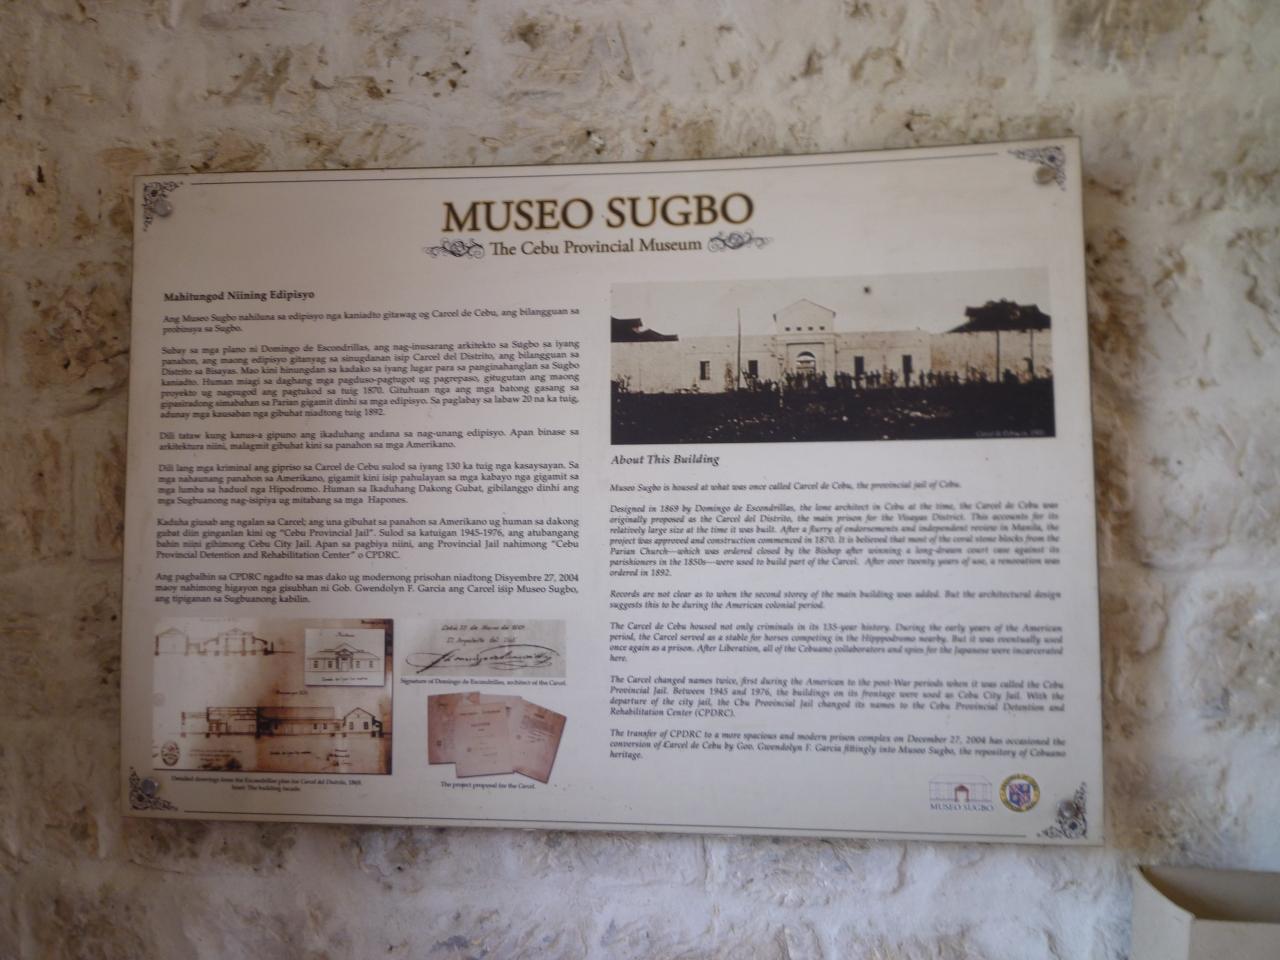 MUSEO SUGBO
The Cebu Provincial Museum
Mahitungod Niining Edipisyo
Ang Museo Sugbo nahiluna sa edipisyo nga kaniadto gitawag og Carcel de Cebu, ang bilangguan sa
probinsya sa Sugbo.
Subay sa mga plano ni Domingo de Escondrillas, ang nag-inusarang arkitekto sa Sugbo sa iyang
panahon, ang maong edipisyo gitanyag sa sinugdanan isip Carcel del Distrito, ang bilangguan sa
Distrito sa Bisayas. Mao kini hinungdan sa kadako sa iyang lugar para sa panginahanglan sa Sugbo
kaniadto. Human miagi sa daghang mga pagduso-pagtugot ug pagrepaso, gitugutan ang maong
proyekto ug nagsugod ang pagtukod sa tuig 1870. Gituhuan nga ang mga batong gasang sa
gipasiradong simabahan sa Parian gigamit dinhi sa mga edipisyo. Sa paglabay sa labaw 20 na ka tuig,
adunay mga kausaban nga gibuhat niadtong tuig 1892.
Dili tataw kung kanus-a gipuno ang ikaduhang andana sa nag-unang edipisyo. Apan binase sa
arkitektura niini, malagmit gibuhat kini sa panahon sa mga Amerikano.
Dili lang mga kriminal ang gipriso sa Carcel de Cebu sulod sa iyang 130 ka tuig nga kasaysayan. Sa
mga nahaunang panahon sa Amerikano, gigamit kini isip pahulayan sa mga kabayo nga gigamit sa
mga lumba sa haduol nga Hipodromo. Human sa Ikaduhang Dakong Gubat, gibilanggo dinhi ang
mga Sugbuanong nag-isipiya ug mitabang sa mga Hapones.
Kaduha giusab ang ngalan sa Carcel; ang una gibuhat sa panahon sa Amerikano ug human sa dakong
gubat diin ginganlan kini og "Cebu Provincial Jail". Sulod sa katuigan 1945-1976, ang atubangang
bahin niini gihimong Cebu City Jail. Apan sa pagbiya niini, ang Provincial Jail nahimong "Cebu
Provincial Detention and Rehabilitation Center" o CPDRC.
Ang pagbalhin sa CPDRC ngadto sa mas dako ug modernong prisohan niadtong Disyembre 27, 2004
maoy nahimong higayon nga gisubhan ni Gob. Gwendolyn F. Garcia ang Carcel isip Museo Sugbo,
ang tipiganan sa Sugbuanong kabilin.
Signature of Domingo de Escondrillas, architect of the Carcel.
Detailed drawings from the Escondrillas plan for Carcel del Distrito, 1869.
Inset: The building facade.
The project proposal for the Carcel.
About This Building
Museo Sugbo is housed at what was once called Carcel de Cebu, the provincial jail of Cebu.
Designed in 1869 by Domingo de Escondrillas, the lone architect in Cebu at the time, the Carcel de Cebu was
originally proposed as the Carcel del Distrito, the main prison for the Visayas District. This accounts for its
relatively large size at the time it was built. After a flurry of endorsements and independent review in Manila, the
project was approved and construction commenced in 1870. It is believed that most of the coral stone blocks from the
Parian Church—which was ordered closed by the Bishop after winning a long-drawn court case against its
parishioners in the 1850s—were used to build part of the Carcel. After over twenty years of use, a renovation was
ordered in 1892.
Records are not clear as to when the second storey of the main building was added. But the architectural design
suggests this to be during the American colonial period.
The Carcel de Cebu housed not only criminals in its 135-year history. During the early years of the American
period, the Carcel served as a stable for horses competing in the Hipppodromo nearby. But it was eventually used
once again as a prison. After Liberation, all of the Cebuano collaborators and spies for the Japanese were incarcerated
here.
The Carcel changed names twice, first during the American to the post-War periods when it was called the Cebu
Provincial Jail. Between 1945 and 1976, the buildings on its frontage were used as Cebu City Jail. With the
departure of the city jail, the Cbu Provincial Jail changed its names to the Cebu Provincial Detention and
Rehabilitation Center (CPDRC).
The transfer of CPDRC to a more spacious and modern prison complex on December 27, 2004 has occasioned the
conversion of Carcel de Cebu by Gov. Gwendolyn F. Garcia fittingly into Museo Sugbo, the repository of Cebuano
heritage.
MUSEO SUGBO